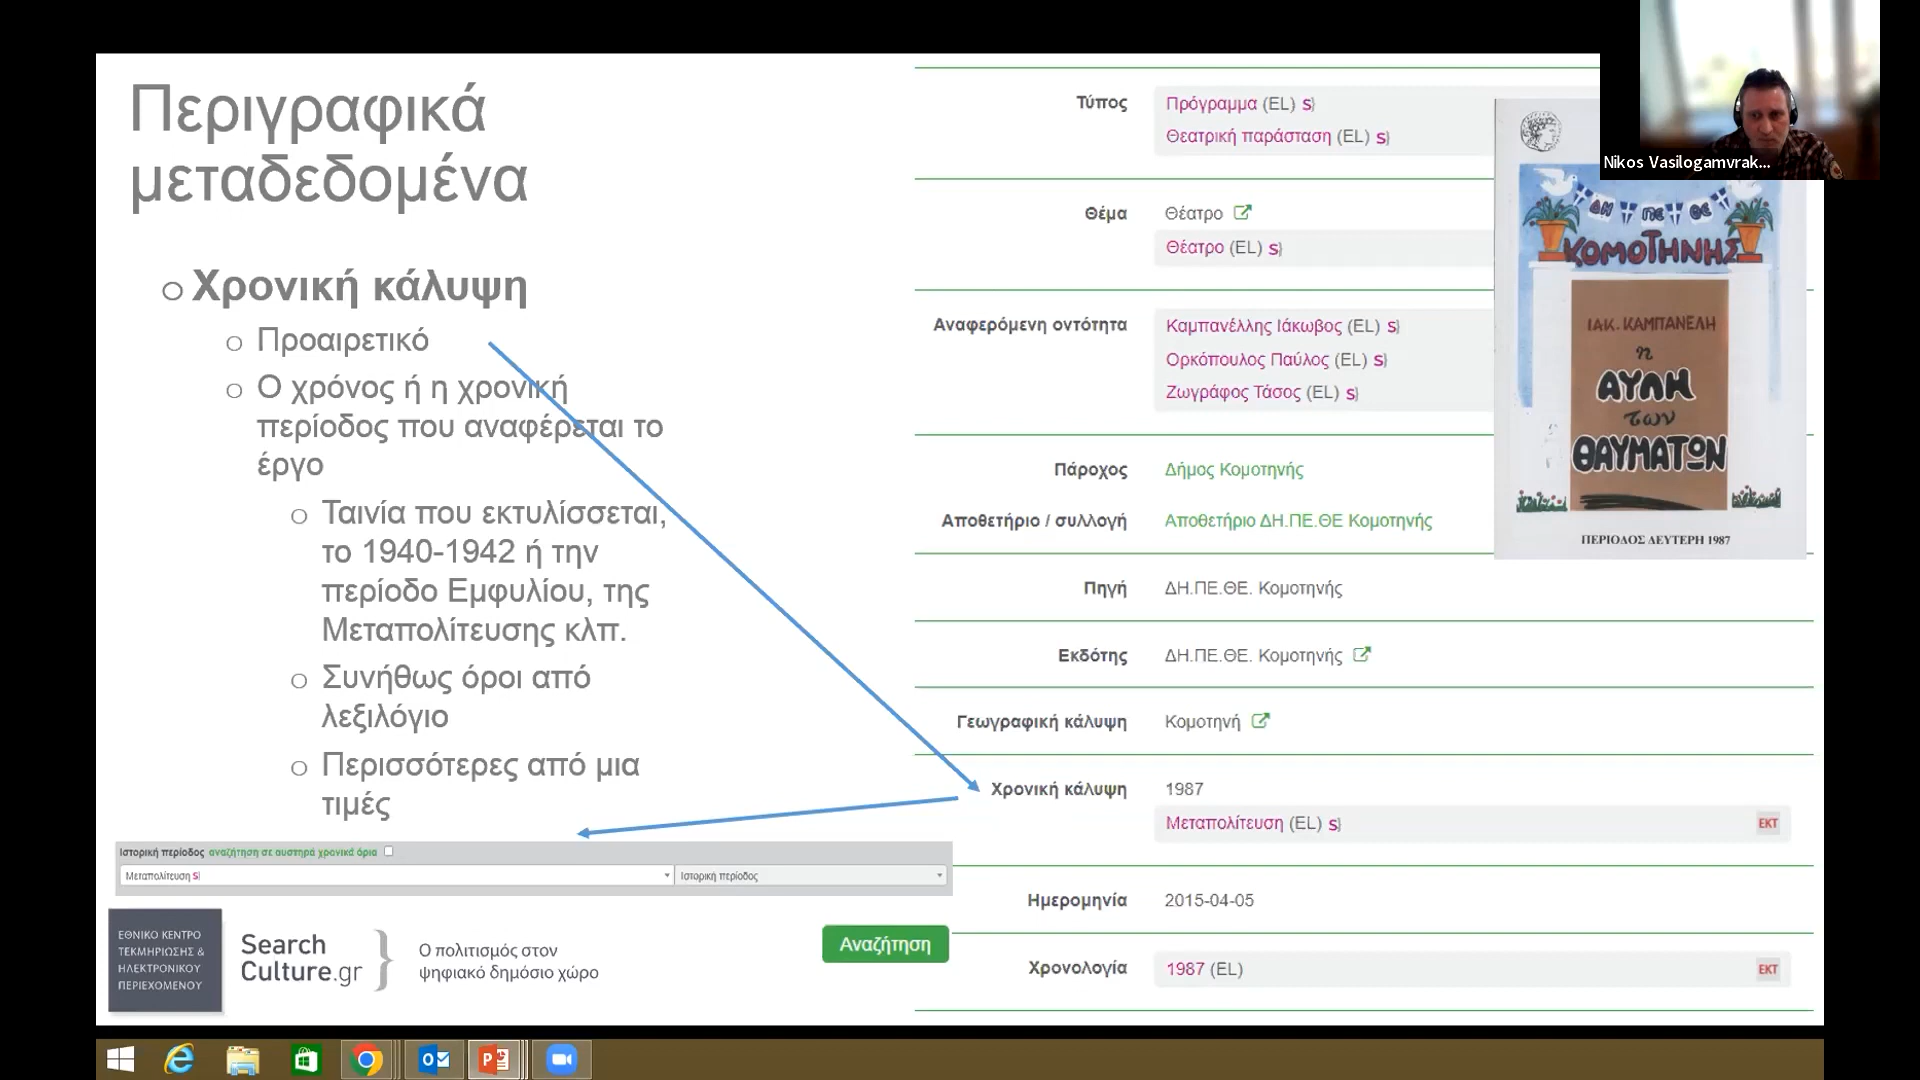 Περιγραφικά
μεταδεδομένα
Χρονική κάλυψη
Προαιρετικό
Ο χρόνος ή η χρονική
περίοδος που αναφέρεται το
έργο
Ταινία που εκτυλίσσεται,
το 1940-1942 ή την
περίοδο Εμφυλίου, της
Μεταπολίτευσης κλπ.
Συνήθως όροι από
λεξιλόγιο
Περισσότερες από μια
τιμές
Ιστορική περίοδος αναζήτηση σε αυστηρά χρονικά όρια
Μεταπολίτευση s} Ιστορική περίοδος
Αναζήτηση
ΕΘΝΙΚΟ ΚΕΝΤΡΟ
ΤΕΚΜΗΡΙΩΣΗΣ &
ΗΛΕΚΤΡΟΝΙΚΟΥ
ΠΕΡΙΕΧΟΜΕΝΟΥ
Search
Culture.gr
Ο πολιτισμός στον
ψηφιακό δημόσιο χώρο
Τύπος Πρόγραμμα (EL) s}
Θεατρική παράσταση (EL) s}
Θέμα Θέατρο
Θέατρο (EL) s}
Αναφερόμενη οντότητα Καμπανέλλης Ιάκωβος (EL) s}
Ορκόπουλος Παύλος (EL) s}
Ζωγράφος Τάσος (EL) s}
Πάροχος Δήμος Κομοτηνής
Αποθετήριο / συλλογή Αποθετήριο ΔΗ.ΠΕ.ΘΕ Κομοτηνής
Πηγή ΔΗ.ΠΕ.ΘΕ. Κομοτηνής
Εκδότης ΔΗ.ΠΕ.ΘΕ. Κομοτηνής
Γεωγραφική κάλυψη Κομοτηνή
Χρονική κάλυψη 1987
Μεταπολίτευση (EL) s} EKT
Ημερομηνία 2015-04-05
Χρονολογία 1987 (EL) EKT
ΔΗ ΠΕ ΘΕ
ΚΟΜΟΤΗΝΗΣ
ΙΑΚ. ΚΑΜΠΑΝΕΛΗ
η
ΑΥΛΗ
των
ΘΑΥΜΑΤΩΝ
ΠΕΡΙΟΔΟΣ ΔΕΥΤΕΡΗ 1987
Nikos Vasilogamvrak...